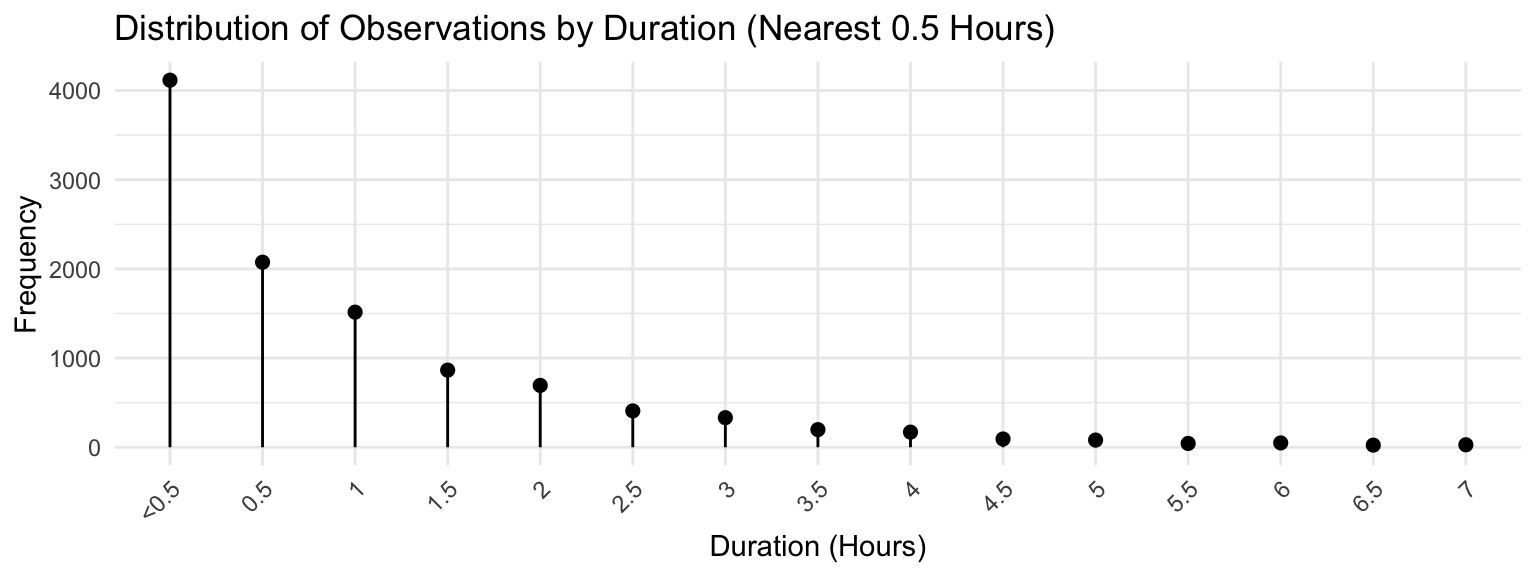 Distribution of Observations by Duration (Nearest 0.5 Hours)
Frequency
4000
3000
2000
1000
0
<0.5 0.5 1 1.5 2 2.5 3 3.5 4 4.5 5 5.5 6 6.5 7
Duration (Hours)